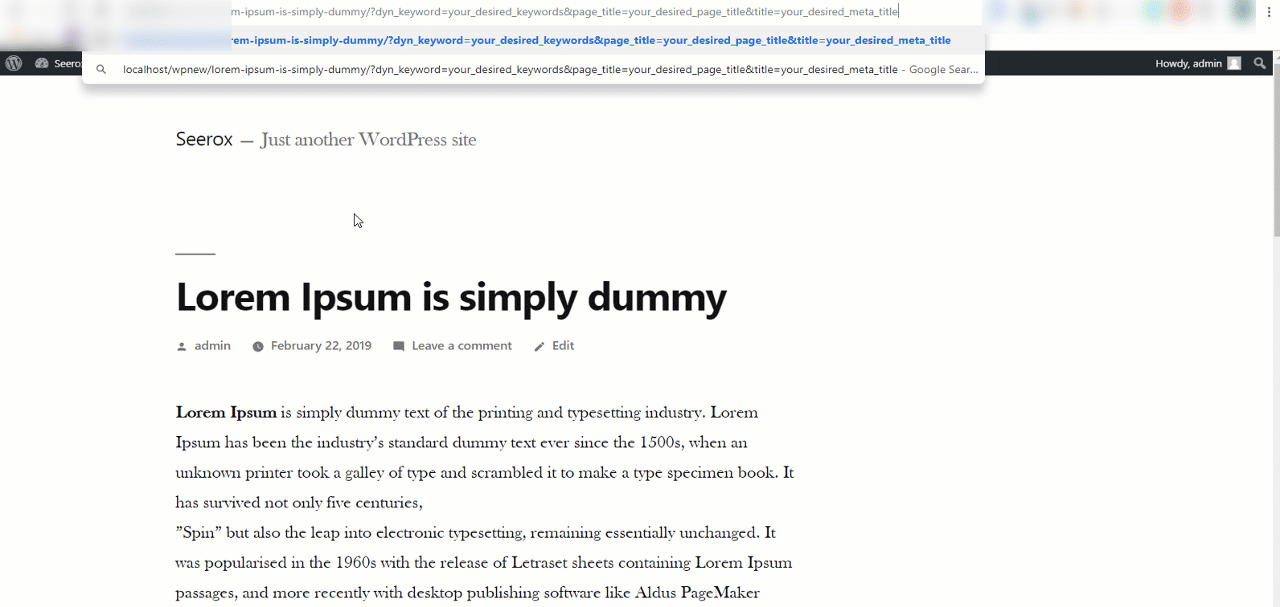 m-ipsum-is-simply-dummy/?dyn_keyword=your_desired_keywords&page_title=your_desired_page_title&title=your_desired_meta_title
rem-ipsum-is-simply-dummy/?dyn_keyword=your_desired_keywords&page_title=your_desired_page_title&title=your_desired_meta_title
Seero
localhost/wpnew/lorem-ipsum-is-simply-dummy/?dyn_keyword=your_desired_keywords&page_title=your_desired_page_title&title=your_desired_meta_title - Google Sear...
Howdy, admin
Seerox — Just another WordPress site
Lorem Ipsum is simply dummy
admin February 22, 2019 Leave a comment Edit
Lorem Ipsum is simply dummy text of the printing and typesetting industry. Lorem
Ipsum has been the industry’s standard dummy text ever since the 1500s, when an
unknown printer took a galley of type and scrambled it to make a type specimen book. It
has survived not only five centuries,
”Spin” but also the leap into electronic typesetting, remaining essentially unchanged. It
was popularised in the 1960s with the release of Letraset sheets containing Lorem Ipsum
passages, and more recently with desktop publishing software like Aldus PageMaker